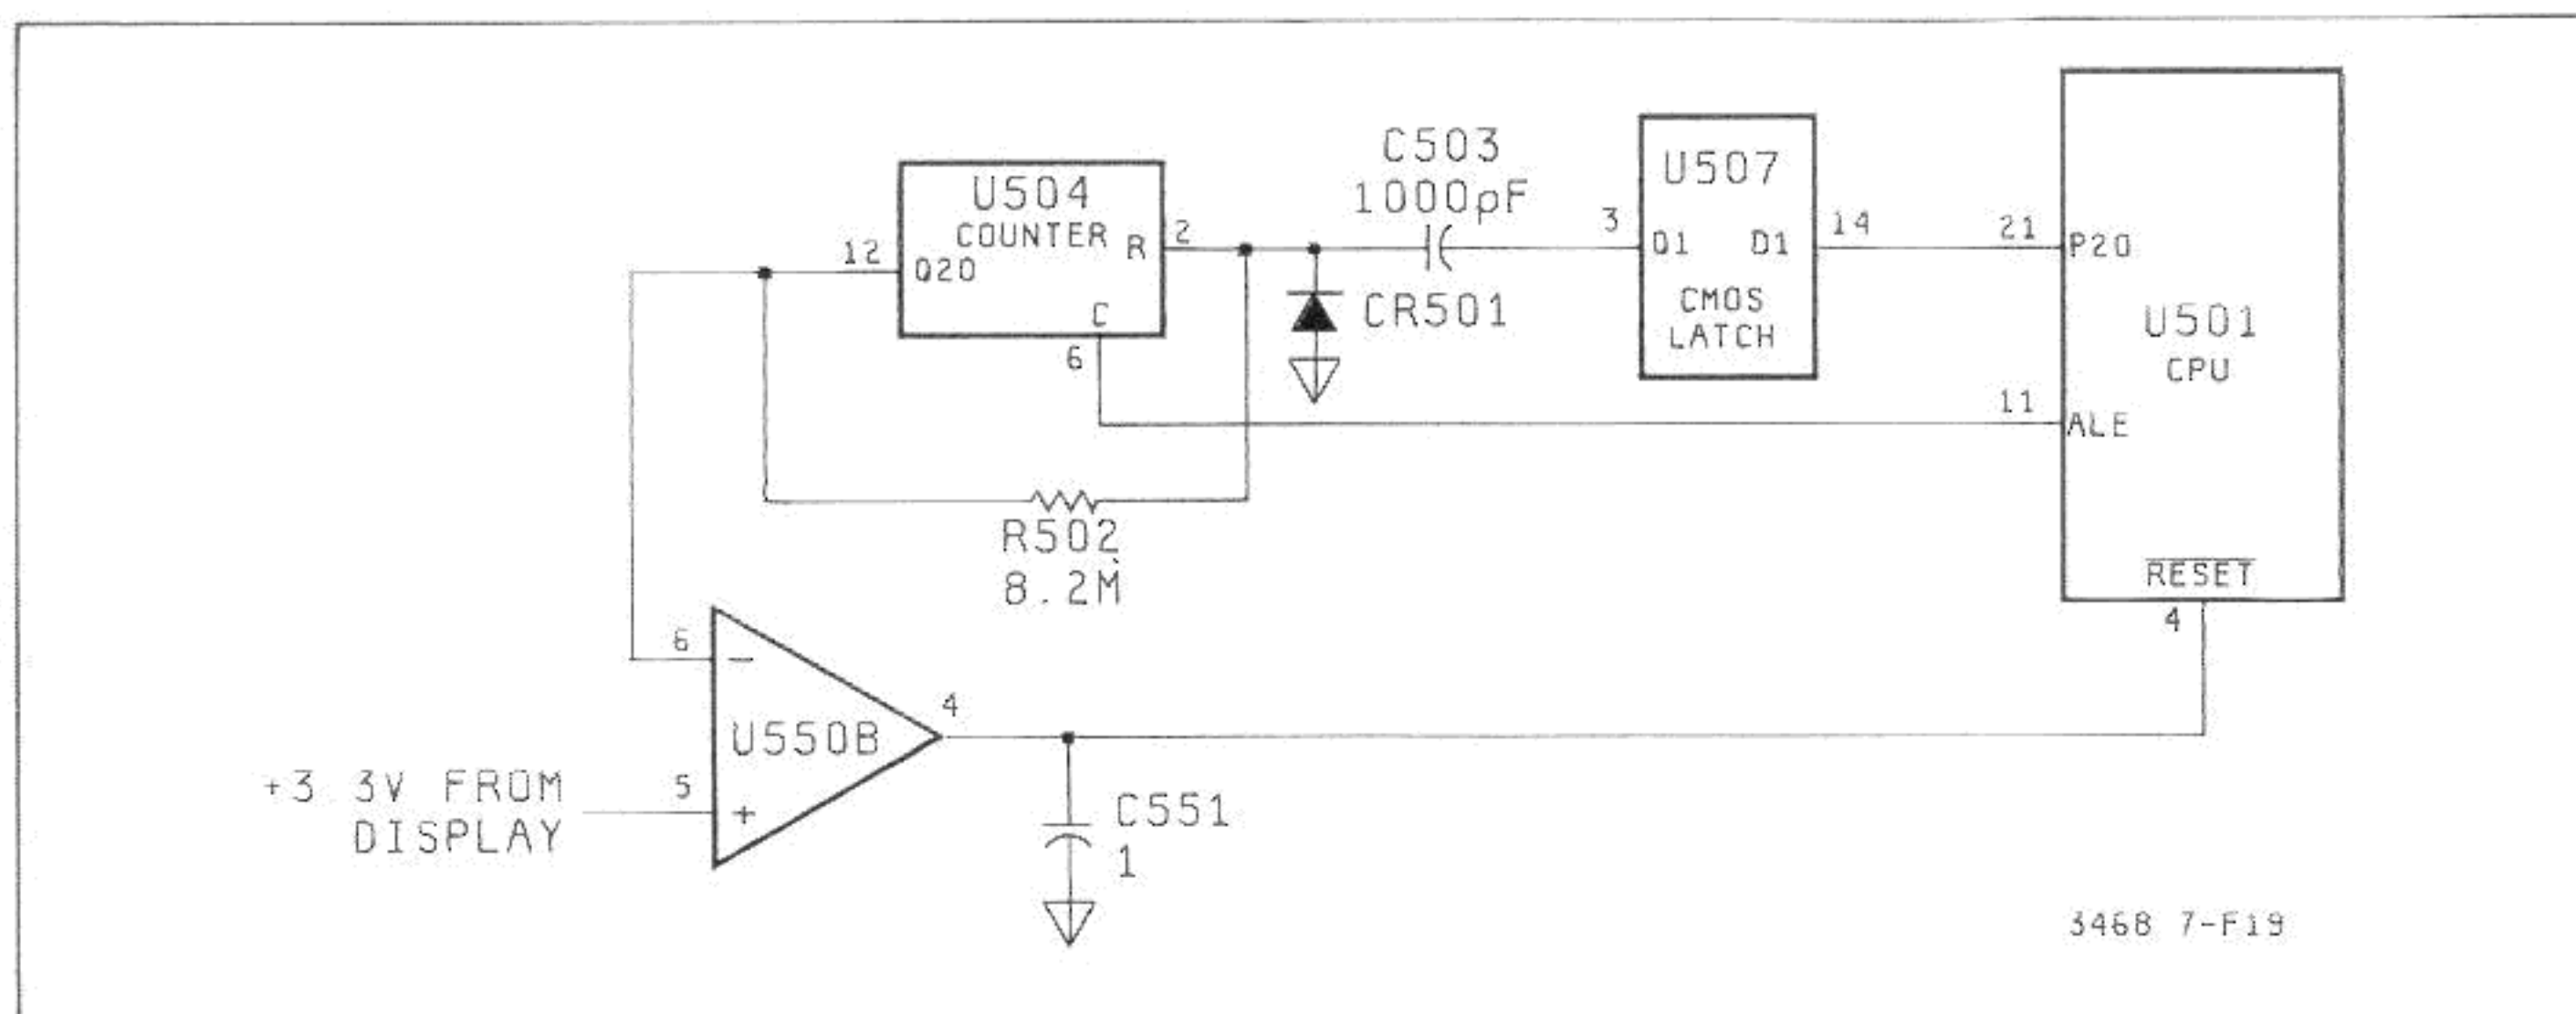 C503
1000pF
U507
3
14
Q1
D1
CMOS
LATCH
21
P20
U501
CPU
11
ALE
RESET
4
U504
COUNTER
R
2
12
Q20
C
6
CR501
R502
8.2M
6
-
U550B
4
5
+
+3 3V FROM
DISPLAY
C551
1
3468 7-F19